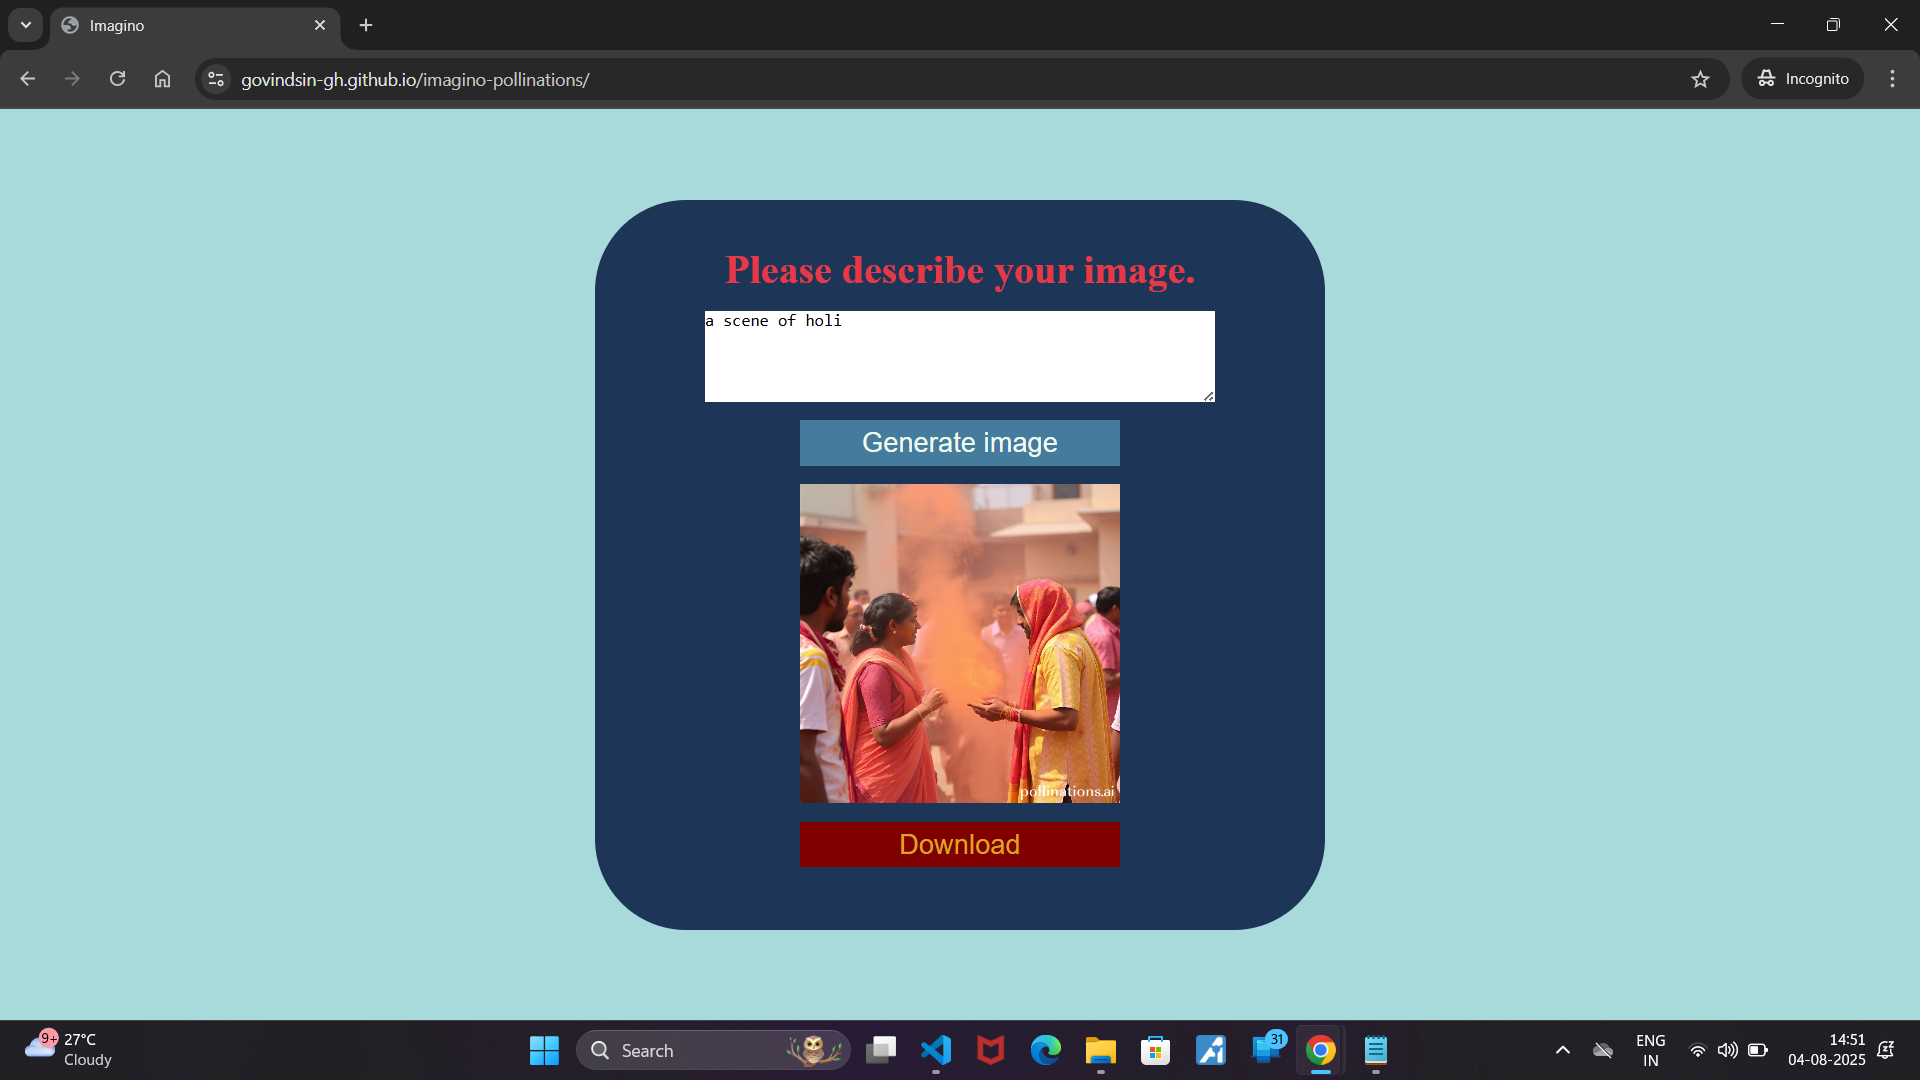 Imagino
govindsin-gh.github.io/imagino-pollinations/
Incognito
Please describe your image.
a scene of holi
Generate image
pollinations.ai
Download
9+
27°C
Cloudy
Search
31
ENG
IN
14:51
04-08-2025